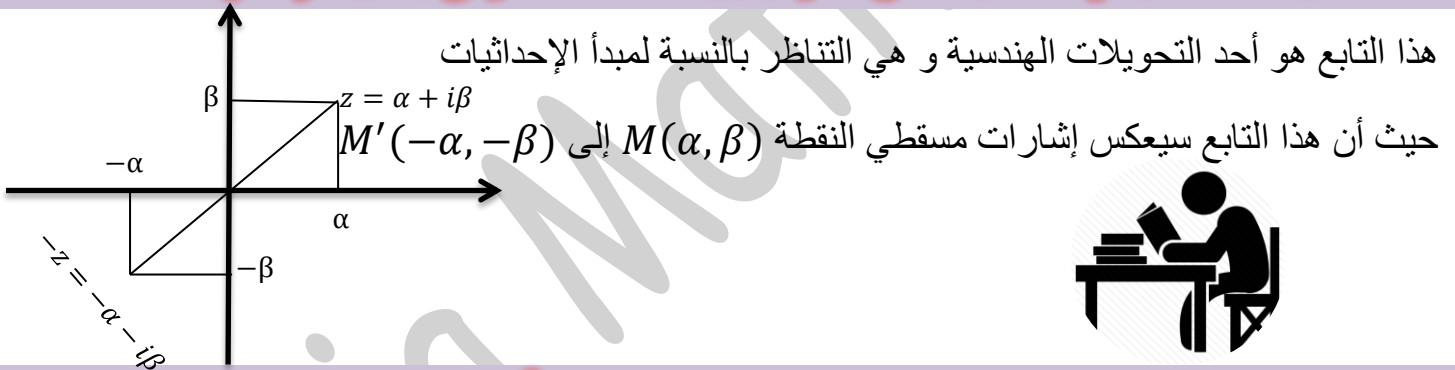 هذا التابع هو أحد التحويلات الهندسية و هي التناظر بالنسبة لمبدأ الإحداثيات
حيث أن هذا التابع سيعكس إشارات مسقطي النقطة M(α, β) إلى M′(−α, −β)
β
z = α + iβ
−α
α
−β
−z = −α − iβ